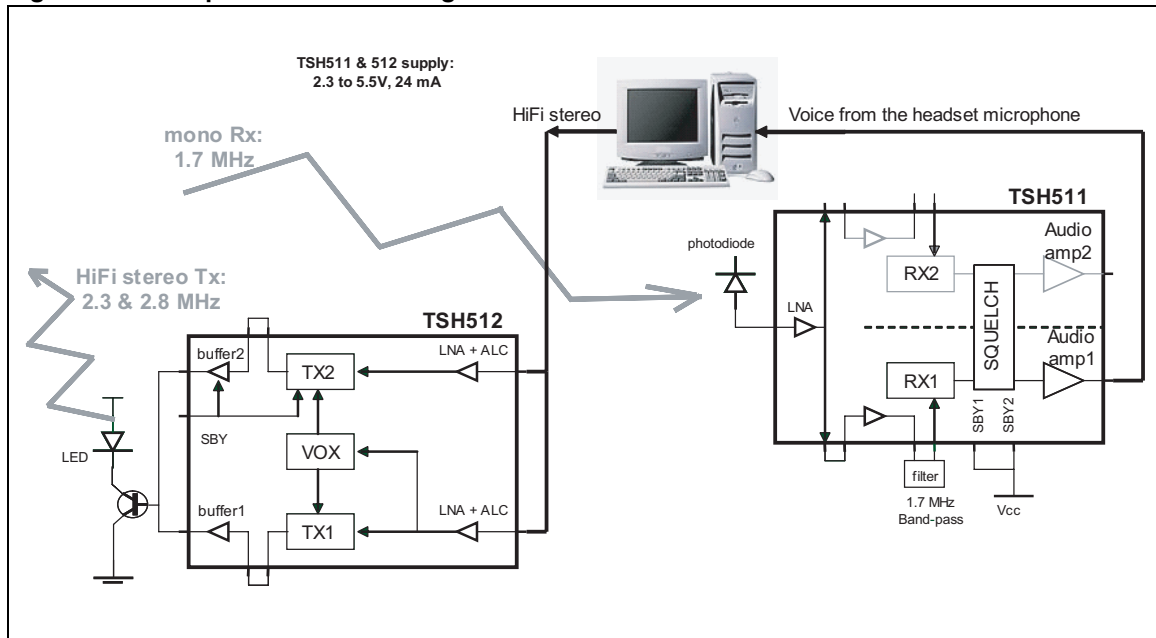 TSH511 & 512 supply:
2.3 to 5.5V, 24 mA
HiFi stereo
Voice from the headset microphone
mono Rx:
1.7 MHz
HiFi stereo Tx:
2.3 & 2.8 MHz
TSH512
buffer2
TX2
LNA + ALC
SBY
VOX
LED
buffer1
TX1
LNA + ALC
TSH511
photodiode
LNA
RX2
SQUELCH
Audio
amp2
RX1
Audio
amp1
SBY1
SBY2
filter
1.7 MHz
Band-pass
Vcc